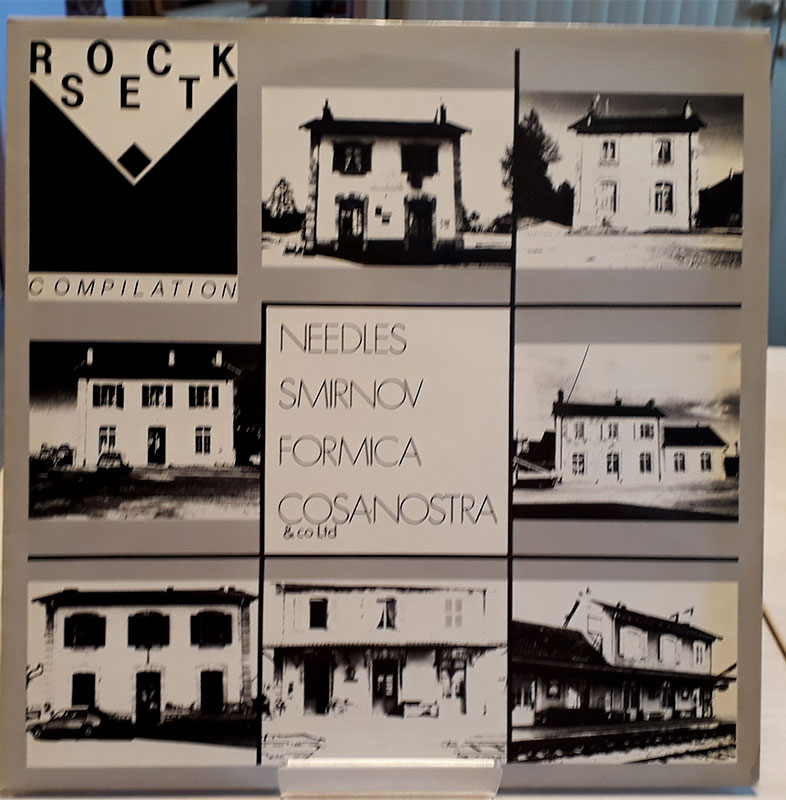 ROCK
SET
COMPILATION
NEEDLES
SMIRNOV
FORMICA
COSANOSTRA
& co Ltd